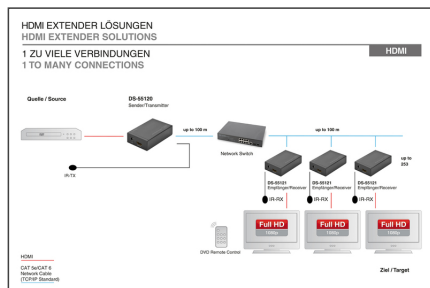 HDMI EXTENDER LÖSUNGEN
HDMI EXTENDER SOLUTIONS
1 ZU VIELE VERBINDUNGEN
1 TO MANY CONNECTIONS
HDMI
Quelle / Source
DS-55120
Sender/Transmitter
up to 100 m
up to 100 m
Network Switch
up to
253
IR-TX
DS-55121
Empfänger/Receiver
DS-55121
Empfänger/Receiver
DS-55121
Empfänger/Receiver
IR-RX
IR-RX
IR-RX
Full HD
1080p
Full HD
1080p
Full HD
1080p
DVD Remote Control
HDMI
CAT 5e/CAT 6
Network Cable
(TCP/IP Standard)
Ziel / Target